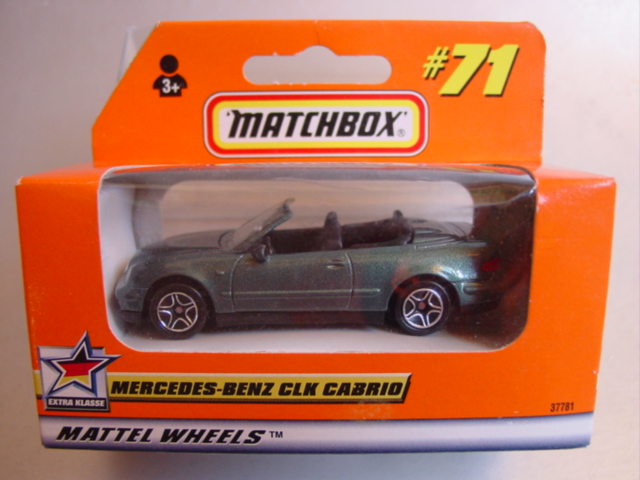 #71
3+
"MATCHBOX"®
MERCEDES-BENZ CLK CABRIO
EXTRA KLASSE
37781
MATTEL WHEELS™